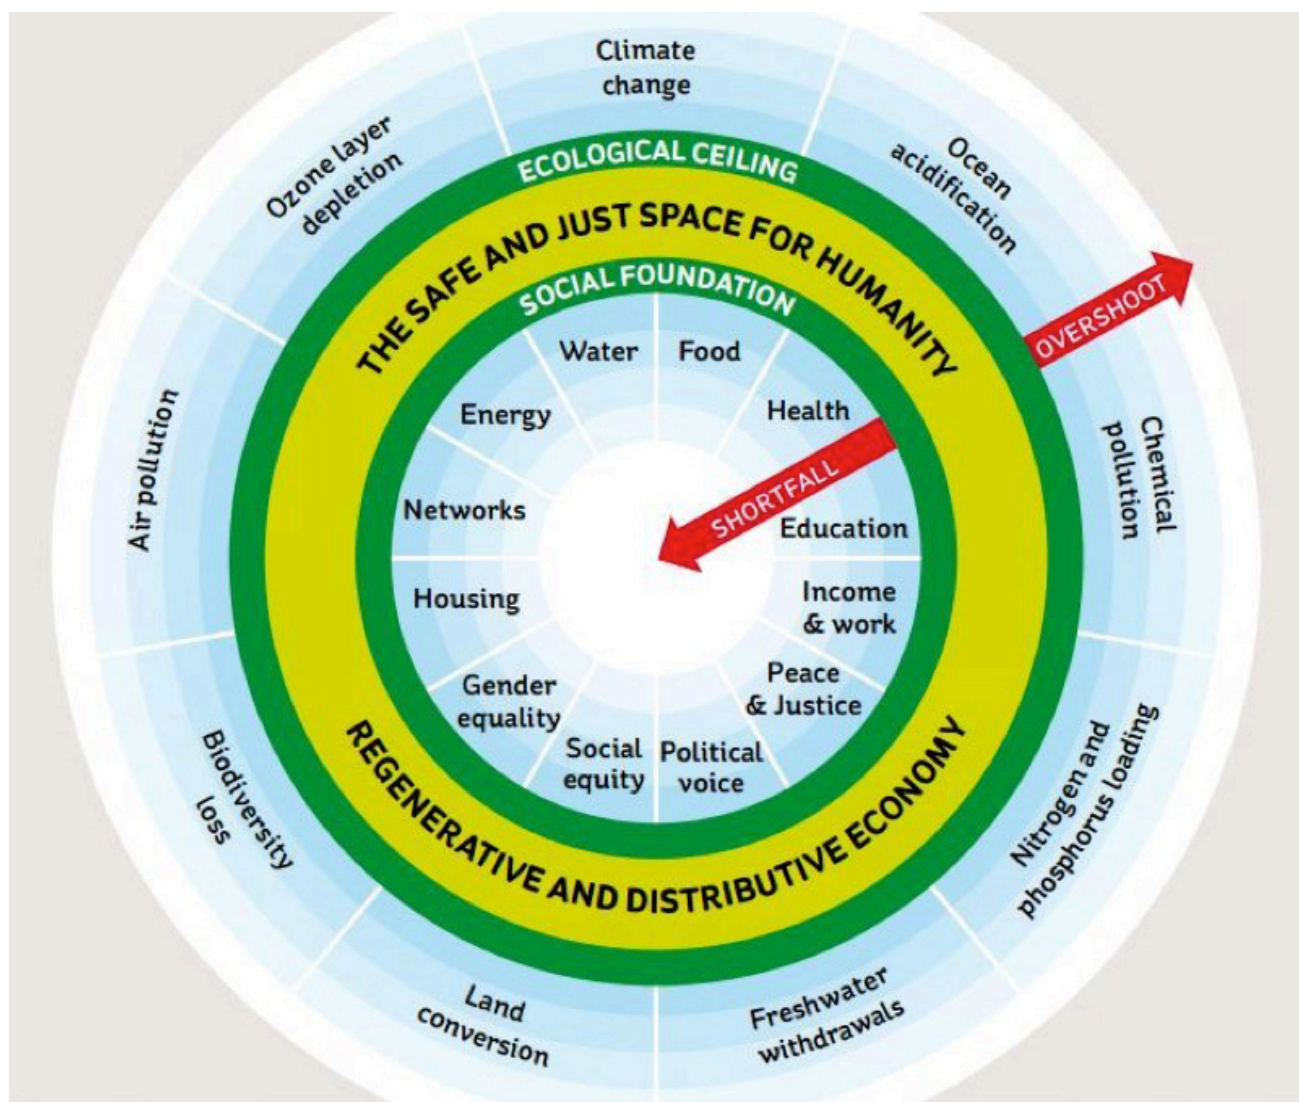 Climate
change
Ocean
acidification
Chemical
pollution
Nitrogen and
phosphorus loading
Freshwater
withdrawals
Land
conversion
Biodiversity
loss
Air pollution
Ozone layer
depletion
OVERSHOOT
ECOLOGICAL CEILING
THE SAFE AND JUST SPACE FOR HUMANITY
SOCIAL FOUNDATION
Water
Food
Health
SHORTFALL
Education
Income
& work
Peace
& Justice
Political
voice
Social
equity
Gender
equality
Housing
Networks
Energy
REGENERATIVE AND DISTRIBUTIVE ECONOMY